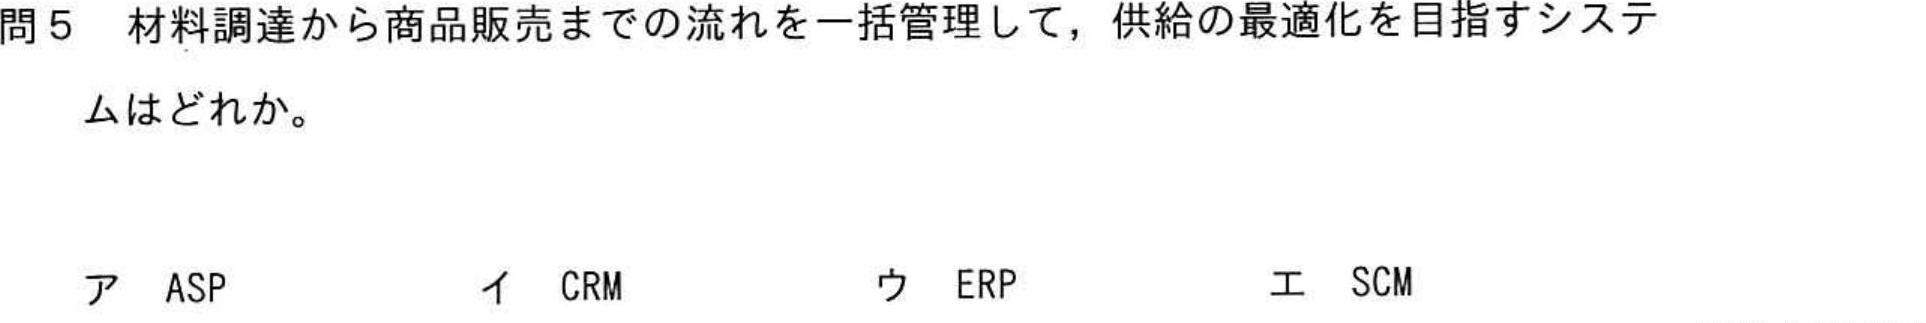 問5 材料調達から商品販売までの流れを一括管理して，供給の最適化を目指すシステ
ムはどれか。
ア ASP イ CRM ウ ERP エ SCM